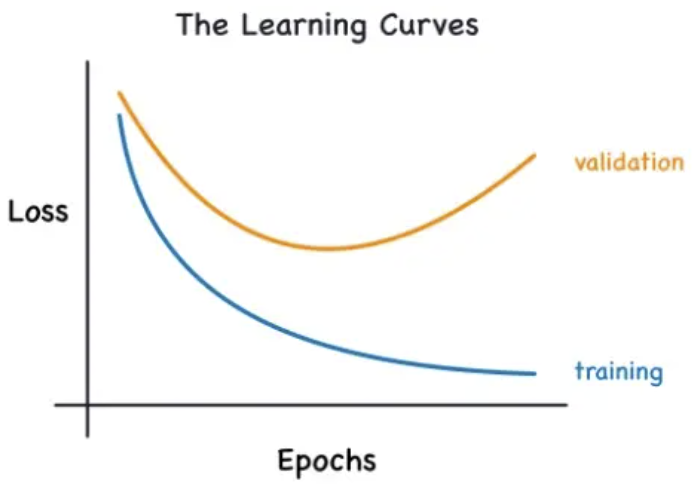 The Learning Curves
Loss
validation
training
Epochs